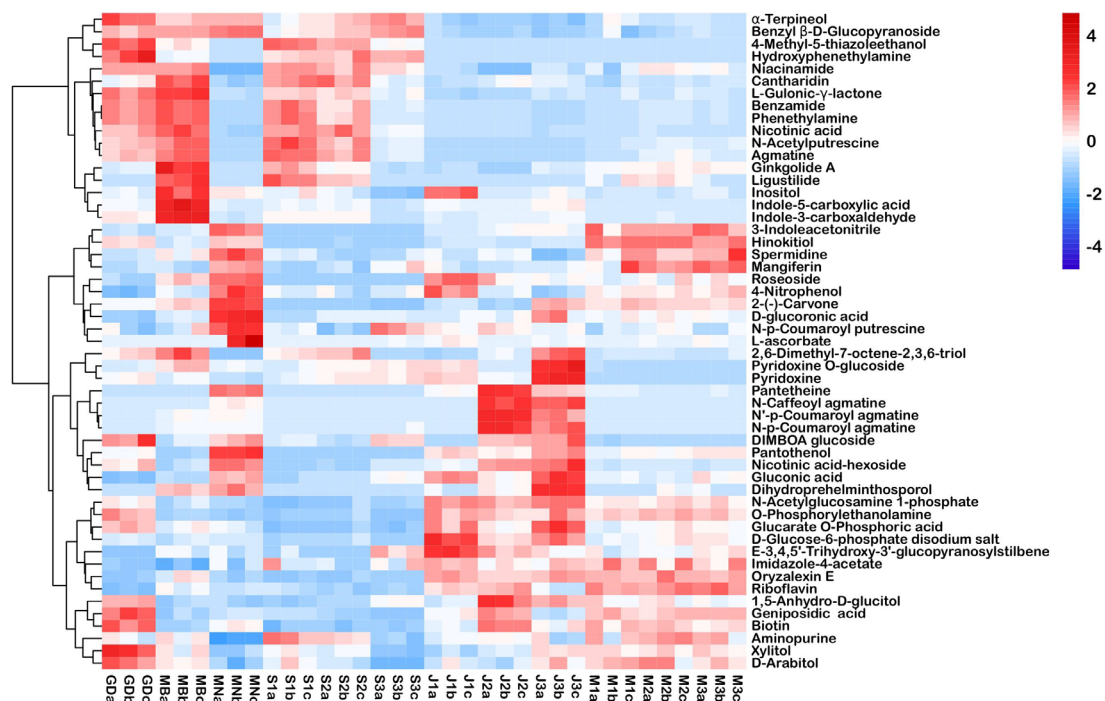 α-Terpineol
Benzyl β-D-Glucopyranoside
4-Methyl-5-thiazoleethanol
Hydroxyphenethylamine
Niacinamide
Cantharidin
L-Gulonic-γ-lactone
Benzamide
Phenethylamine
Nicotinic acid
N-Acetylputrescine
Agmatine
Ginkgolide A
Ligustilide
Inositol
Indole-5-carboxylic acid
Indole-3-carboxaldehyde
3-Indoleacetonitrile
Hinokitiol
Spermidine
Mangiferin
Roseoside
4-Nitrophenol
2-(-)-Carvone
D-glucoronic acid
N-p-Coumaroyl putrescine
L-ascorbate
2,6-Dimethyl-7-octene-2,3,6-triol
Pyridoxine O-glucoside
Pyridoxine
Pantetheine
N-Caffeoyl agmatine
N'-p-Coumaroyl agmatine
N-p-Coumaroyl agmatine
DIMBOA glucoside
Pantothenol
Nicotinic acid-hexoside
Gluconic acid
Dihydroprehelminthosporol
N-Acetylglucosamine 1-phosphate
O-Phosphorylethanolamine
Glucarate O-Phosphoric acid
D-Glucose-6-phosphate disodium salt
E-3,4,5'-Trihydroxy-3'-glucopyranosylstilbene
Imidazole-4-acetate
Oryzalexin E
Riboflavin
1,5-Anhydro-D-glucitol
Geniposidic acid
Biotin
Aminopurine
Xylitol
D-Arabitol
4
2
0
-2
-4
GDa
GDb
GDc
MBa
MBb
MBc
MNa
MNb
MNc
S1a
S1b
S1c
S2a
S2b
S2c
S3a
S3b
S3c
J1a
J1b
J1c
J2a
J2b
J2c
J3a
J3b
J3c
M1a
M1b
M1c
M2a
M2b
M2c
M3a
M3b
M3c